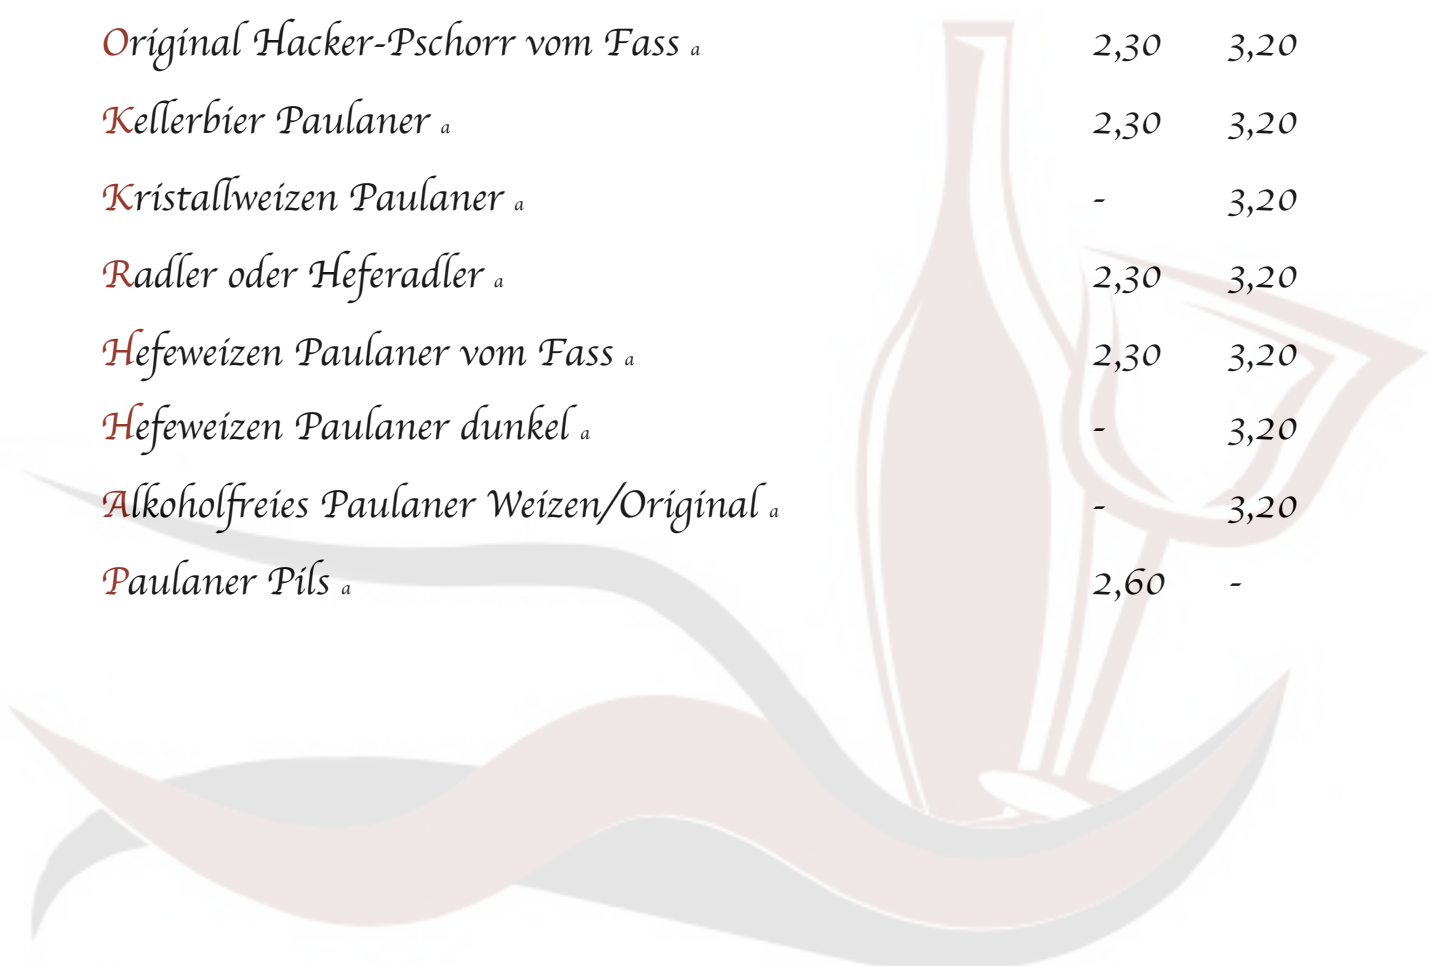 Original Hacker-Pschorr vom Fass a 2,30 3,20
Kellerbier Paulaner a 2,30 3,20
Kristallweizen Paulaner a - 3,20
Radler oder Heferadler a 2,30 3,20
Hefeweizen Paulaner vom Fass a 2,30 3,20
Hefeweizen Paulaner dunkel a - 3,20
Alkoholfreies Paulaner Weizen/Original a - 3,20
Paulaner Pils a 2,60 -